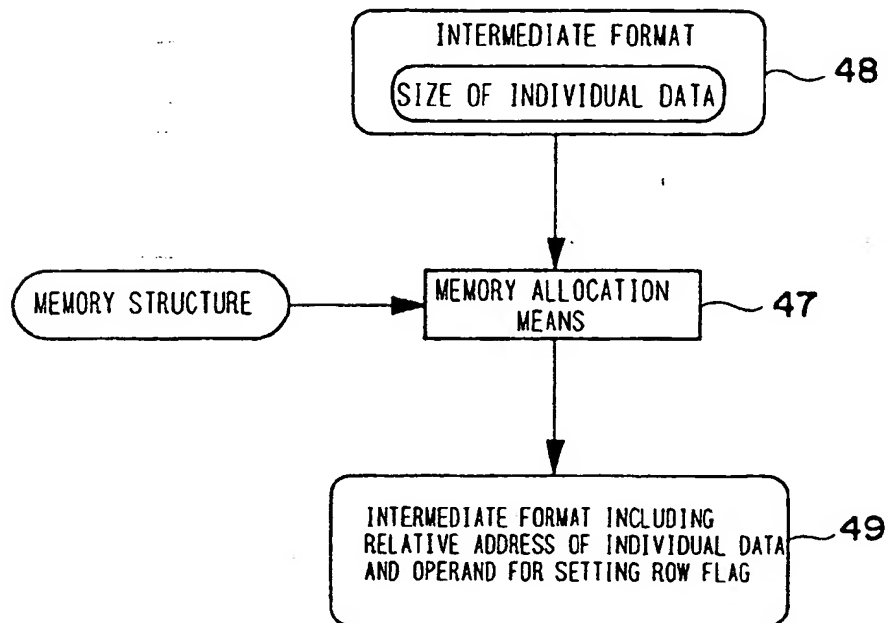 INTERMEDIATE FORMAT
SIZE OF INDIVIDUAL DATA
48
MEMORY STRUCTURE
MEMORY ALLOCATION
MEANS
47
INTERMEDIATE FORMAT INCLUDING
RELATIVE ADDRESS OF INDIVIDUAL DATA
AND OPERAND FOR SETTING ROW FLAG
49